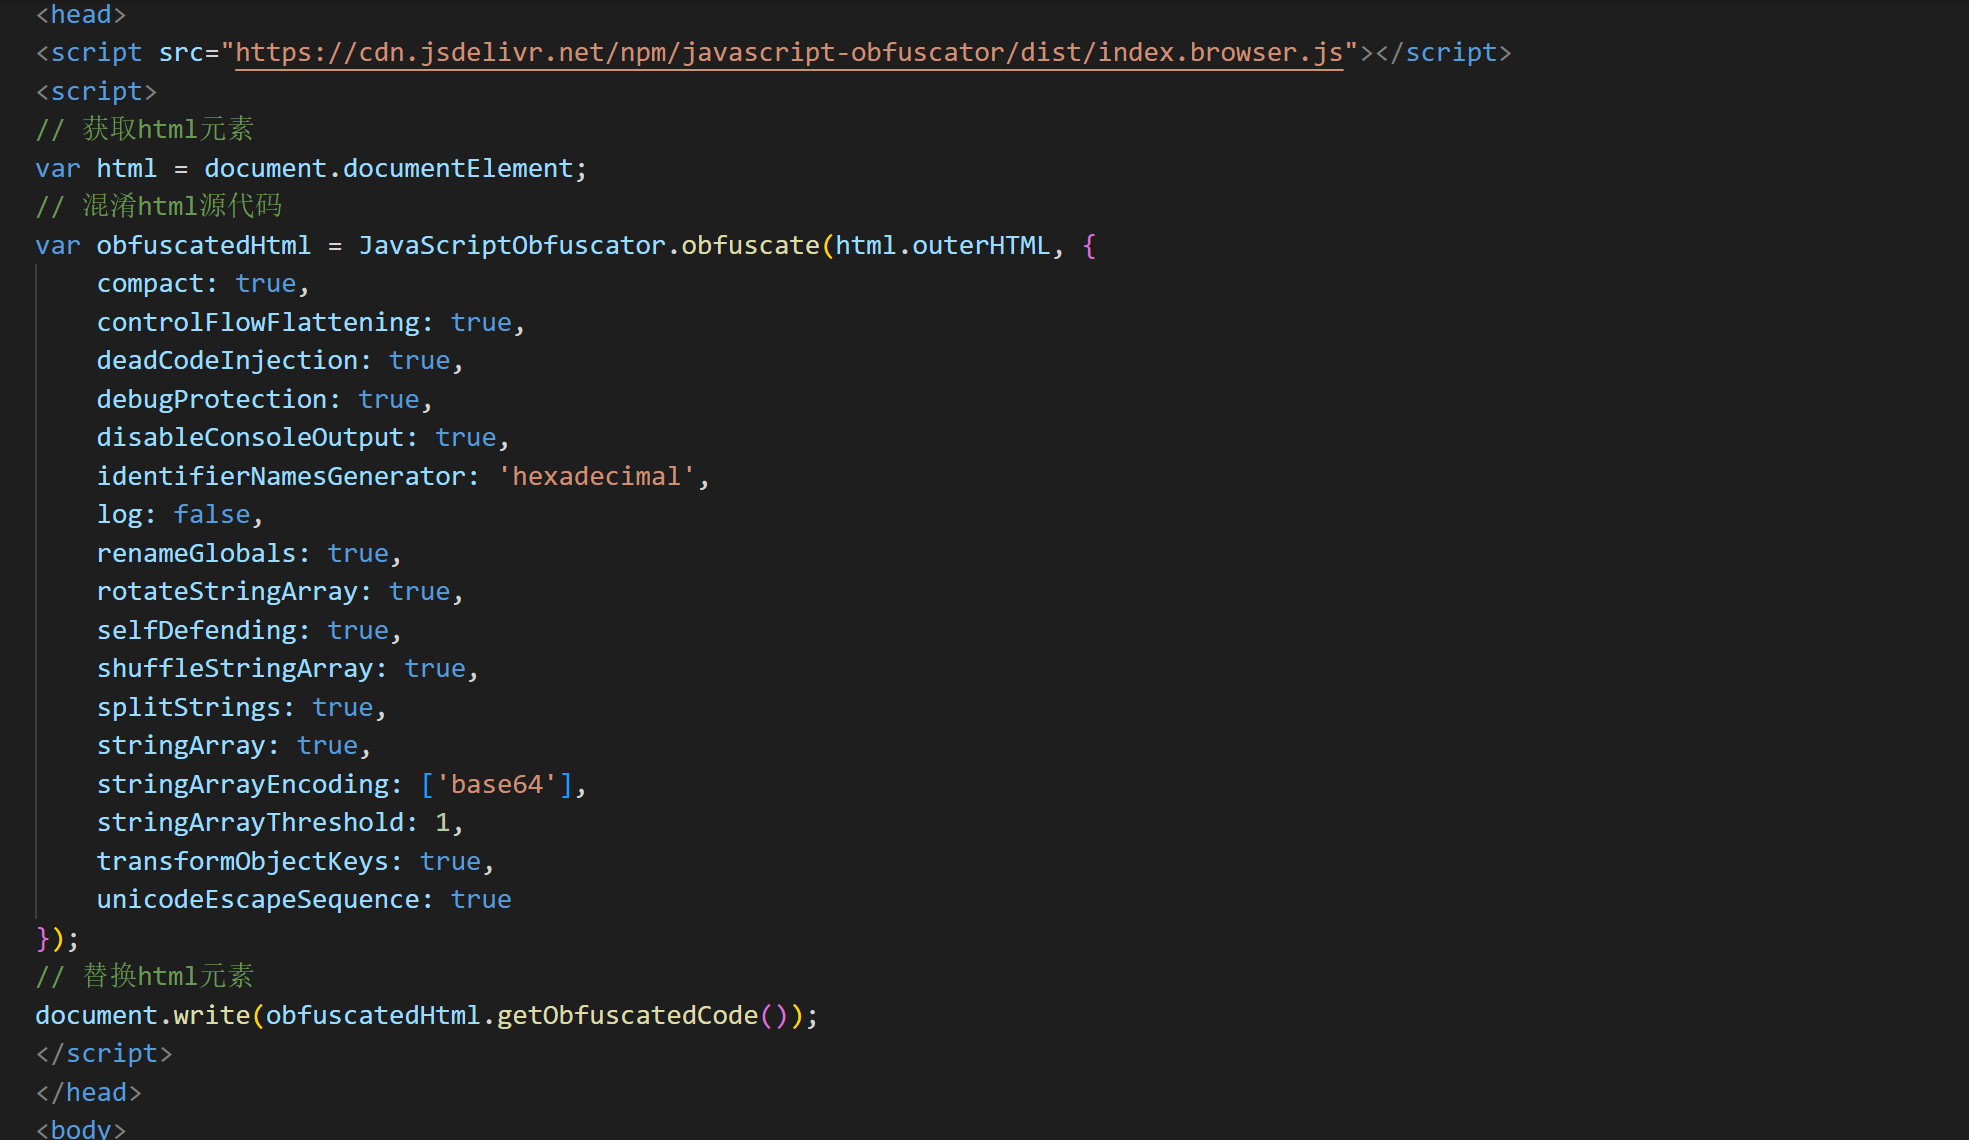 <head>
<script src="https://cdn.jsdelivr.net/npm/javascript-obfuscator/dist/index.browser.js"></script>
<script>
// 获取html元素
var html = document.documentElement;
// 混淆html源代码
var obfuscatedHtml = JavaScriptObfuscator.obfuscate(html.outerHTML, {
    compact: true,
    controlFlowFlattening: true,
    deadCodeInjection: true,
    debugProtection: true,
    disableConsoleOutput: true,
    identifierNamesGenerator: 'hexadecimal',
    log: false,
    renameGlobals: true,
    rotateStringArray: true,
    selfDefending: true,
    shuffleStringArray: true,
    splitStrings: true,
    stringArray: true,
    stringArrayEncoding: ['base64'],
    stringArrayThreshold: 1,
    transformObjectKeys: true,
    unicodeEscapeSequence: true
});
// 替换html元素
document.write(obfuscatedHtml.getObfuscatedCode());
</script>
</head>
<body>